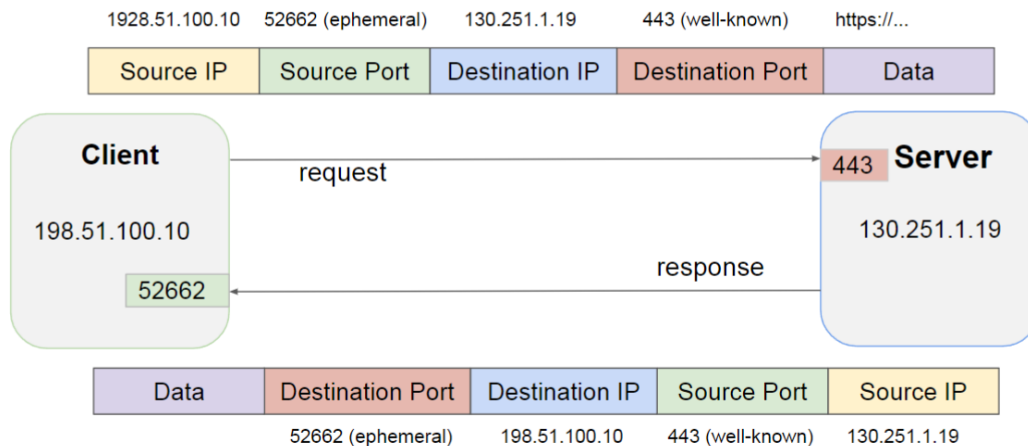 1928.51.100.10 52662 (ephemeral) 130.251.1.19 443 (well-known) https://...
Source IP Source Port Destination IP Destination Port Data
Client
request
443 Server
198.51.100.10
130.251.1.19
response
52662
Data Destination Port Destination IP Source Port Source IP
52662 (ephemeral) 198.51.100.10 443 (well-known) 130.251.1.19